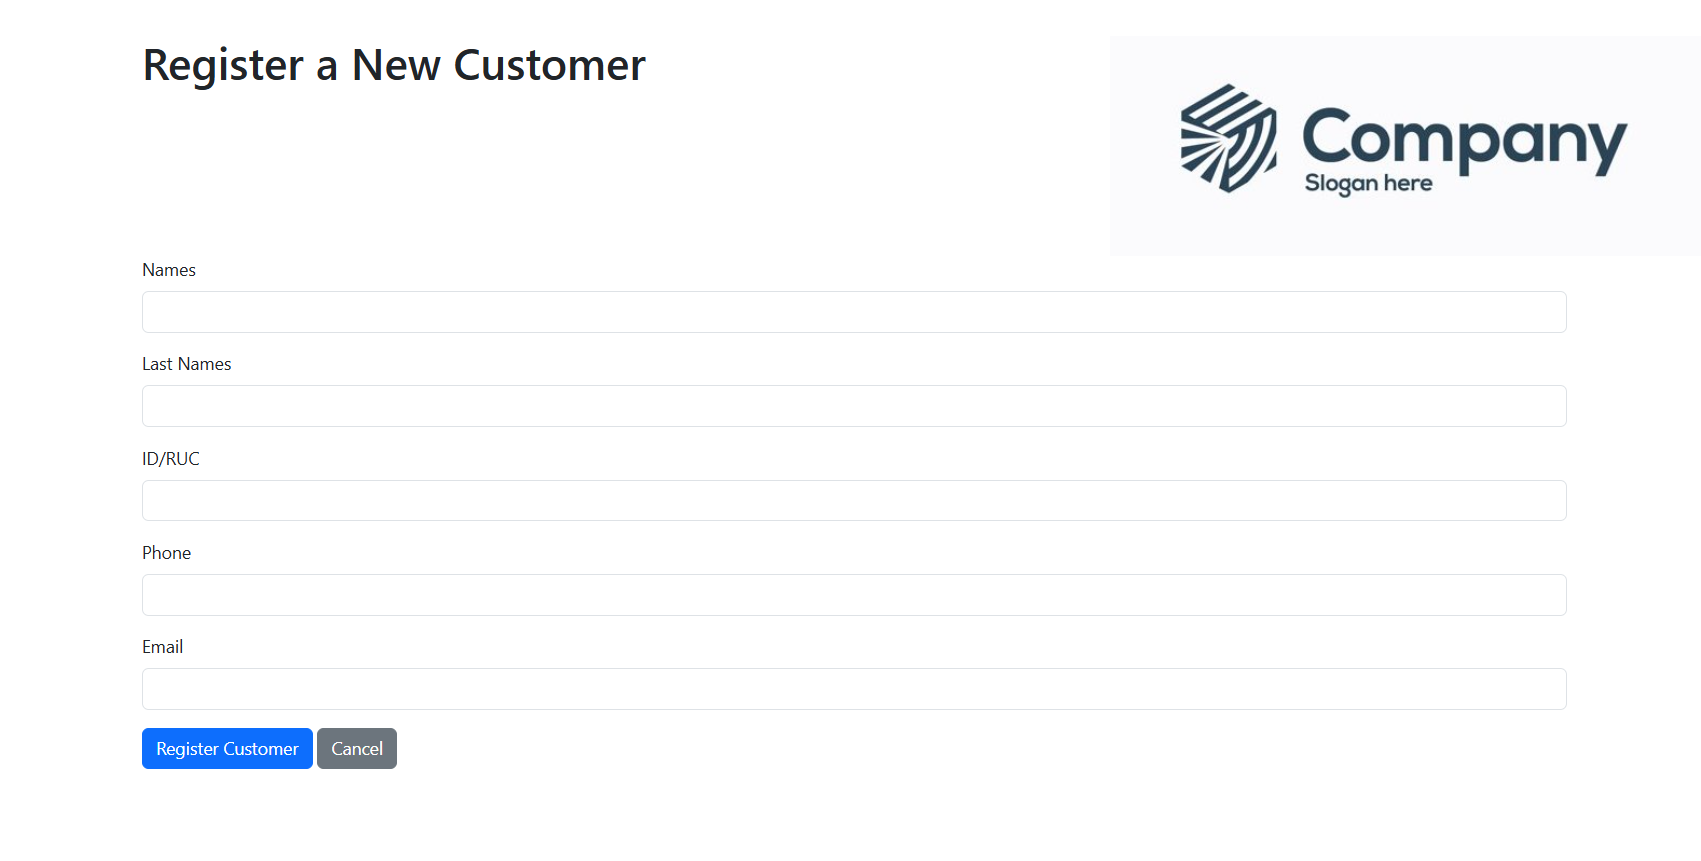 Register a New Customer
Company
Slogan here
Names
Last Names
ID/RUC
Phone
Email
Register Customer
Cancel